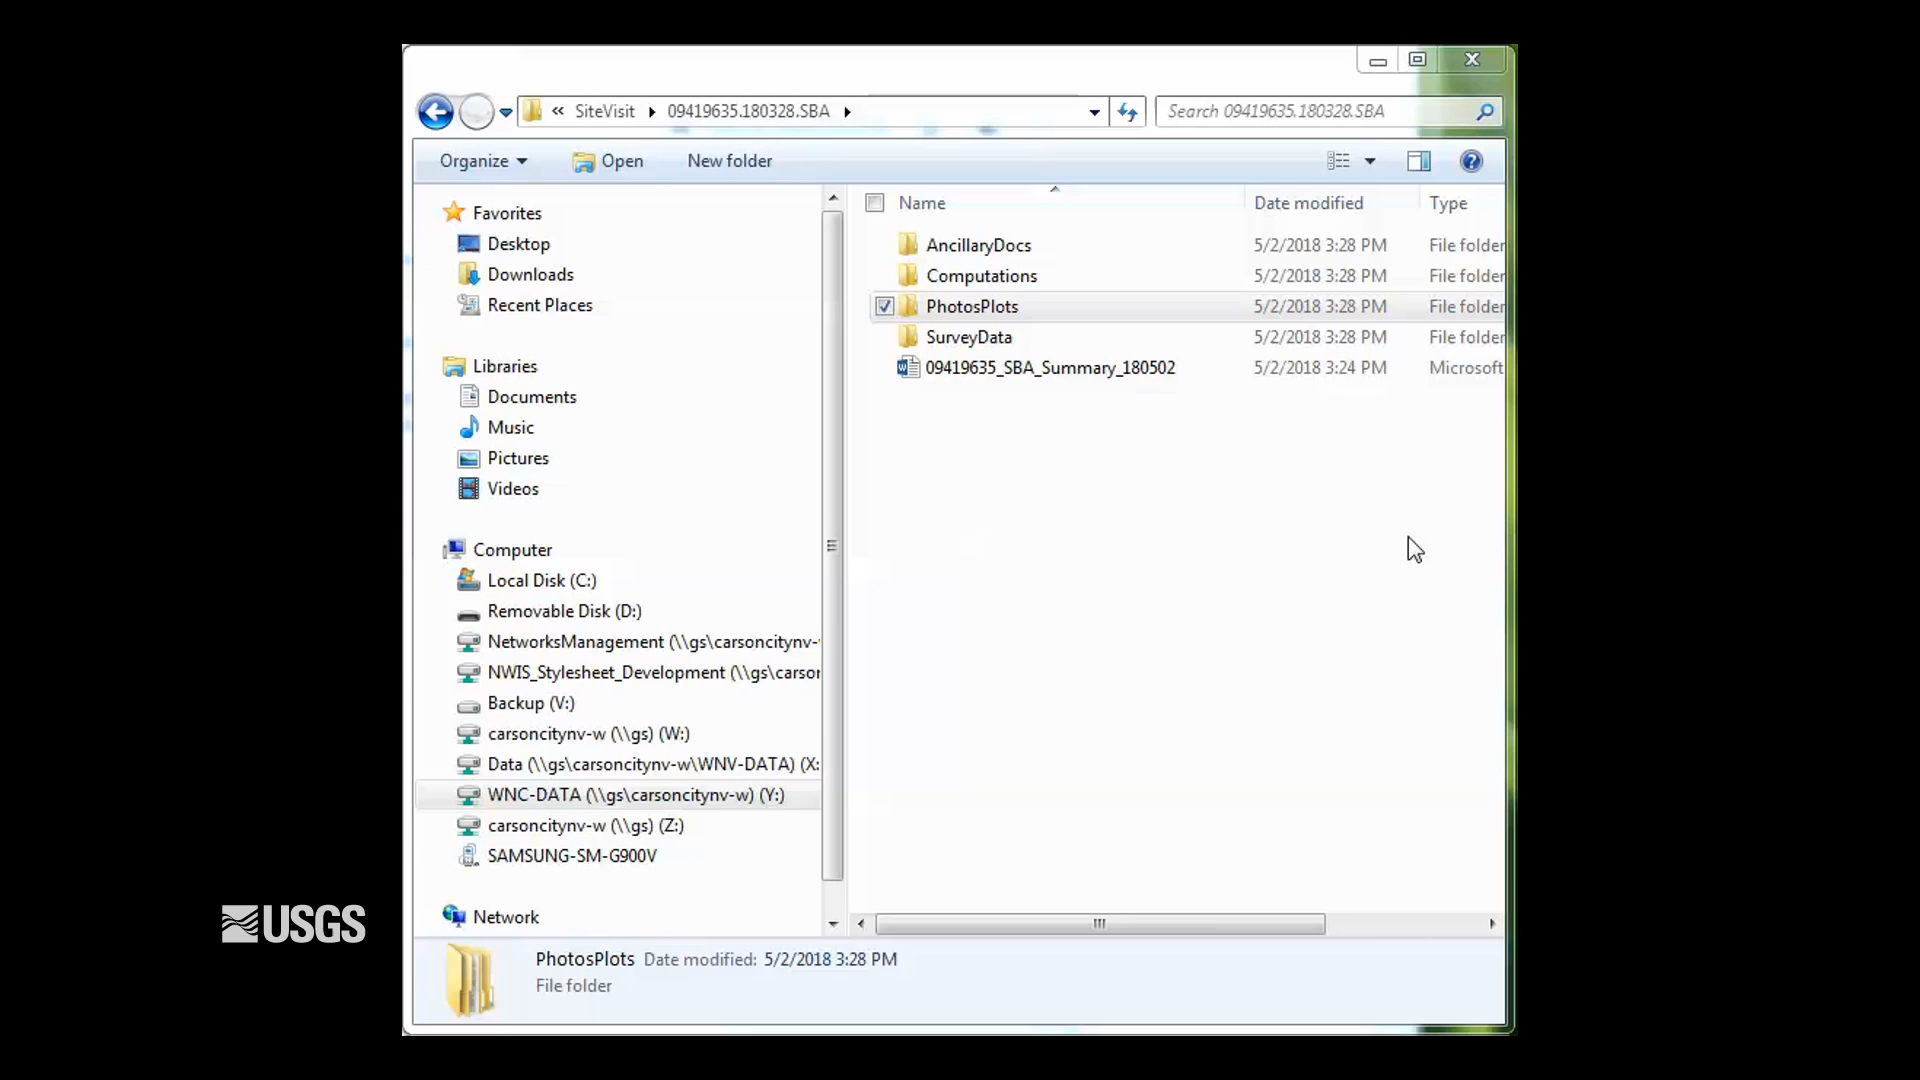 « SiteVisit 09419635.180328.SBA
Search 09419635.180328.SBA
Organize Open New folder
Favorites
Desktop
Downloads
Recent Places
Libraries
Documents
Music
Pictures
Videos
Computer
Local Disk (C:)
Removable Disk (D:)
NetworksManagement (\\gs\carsoncitynv-
NWIS_Stylesheet_Development (\\gs\carsor
Backup (V:)
carsoncitynv-w (\\gs) (W:)
Data (\\gs\carsoncitynv-w\WNV-DATA) (X:
WNC-DATA (\\gs\carsoncitynv-w) (Y:)
carsoncitynv-w (\\gs) (Z:)
SAMSUNG-SM-G900V
Network
Name Date modified Type
AncillaryDocs 5/2/2018 3:28 PM File folder
Computations 5/2/2018 3:28 PM File folder
PhotosPlots 5/2/2018 3:28 PM File folder
SurveyData 5/2/2018 3:28 PM File folder
09419635_SBA_Summary_180502 5/2/2018 3:24 PM Microsoft
PhotosPlots Date modified: 5/2/2018 3:28 PM
File folder
USGS